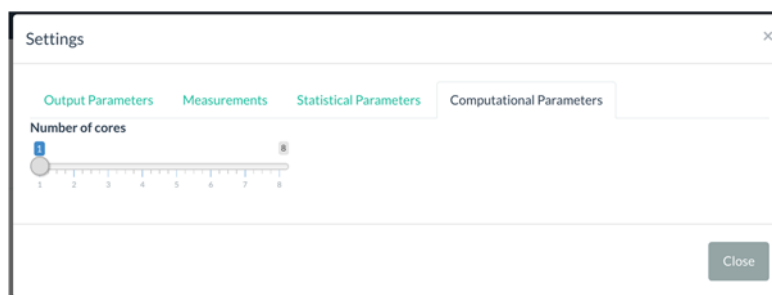 Settings ×
Output Parameters Measurements Statistical Parameters Computational Parameters
Number of cores
1 8
1 2 3 4 5 6 7 8
Close